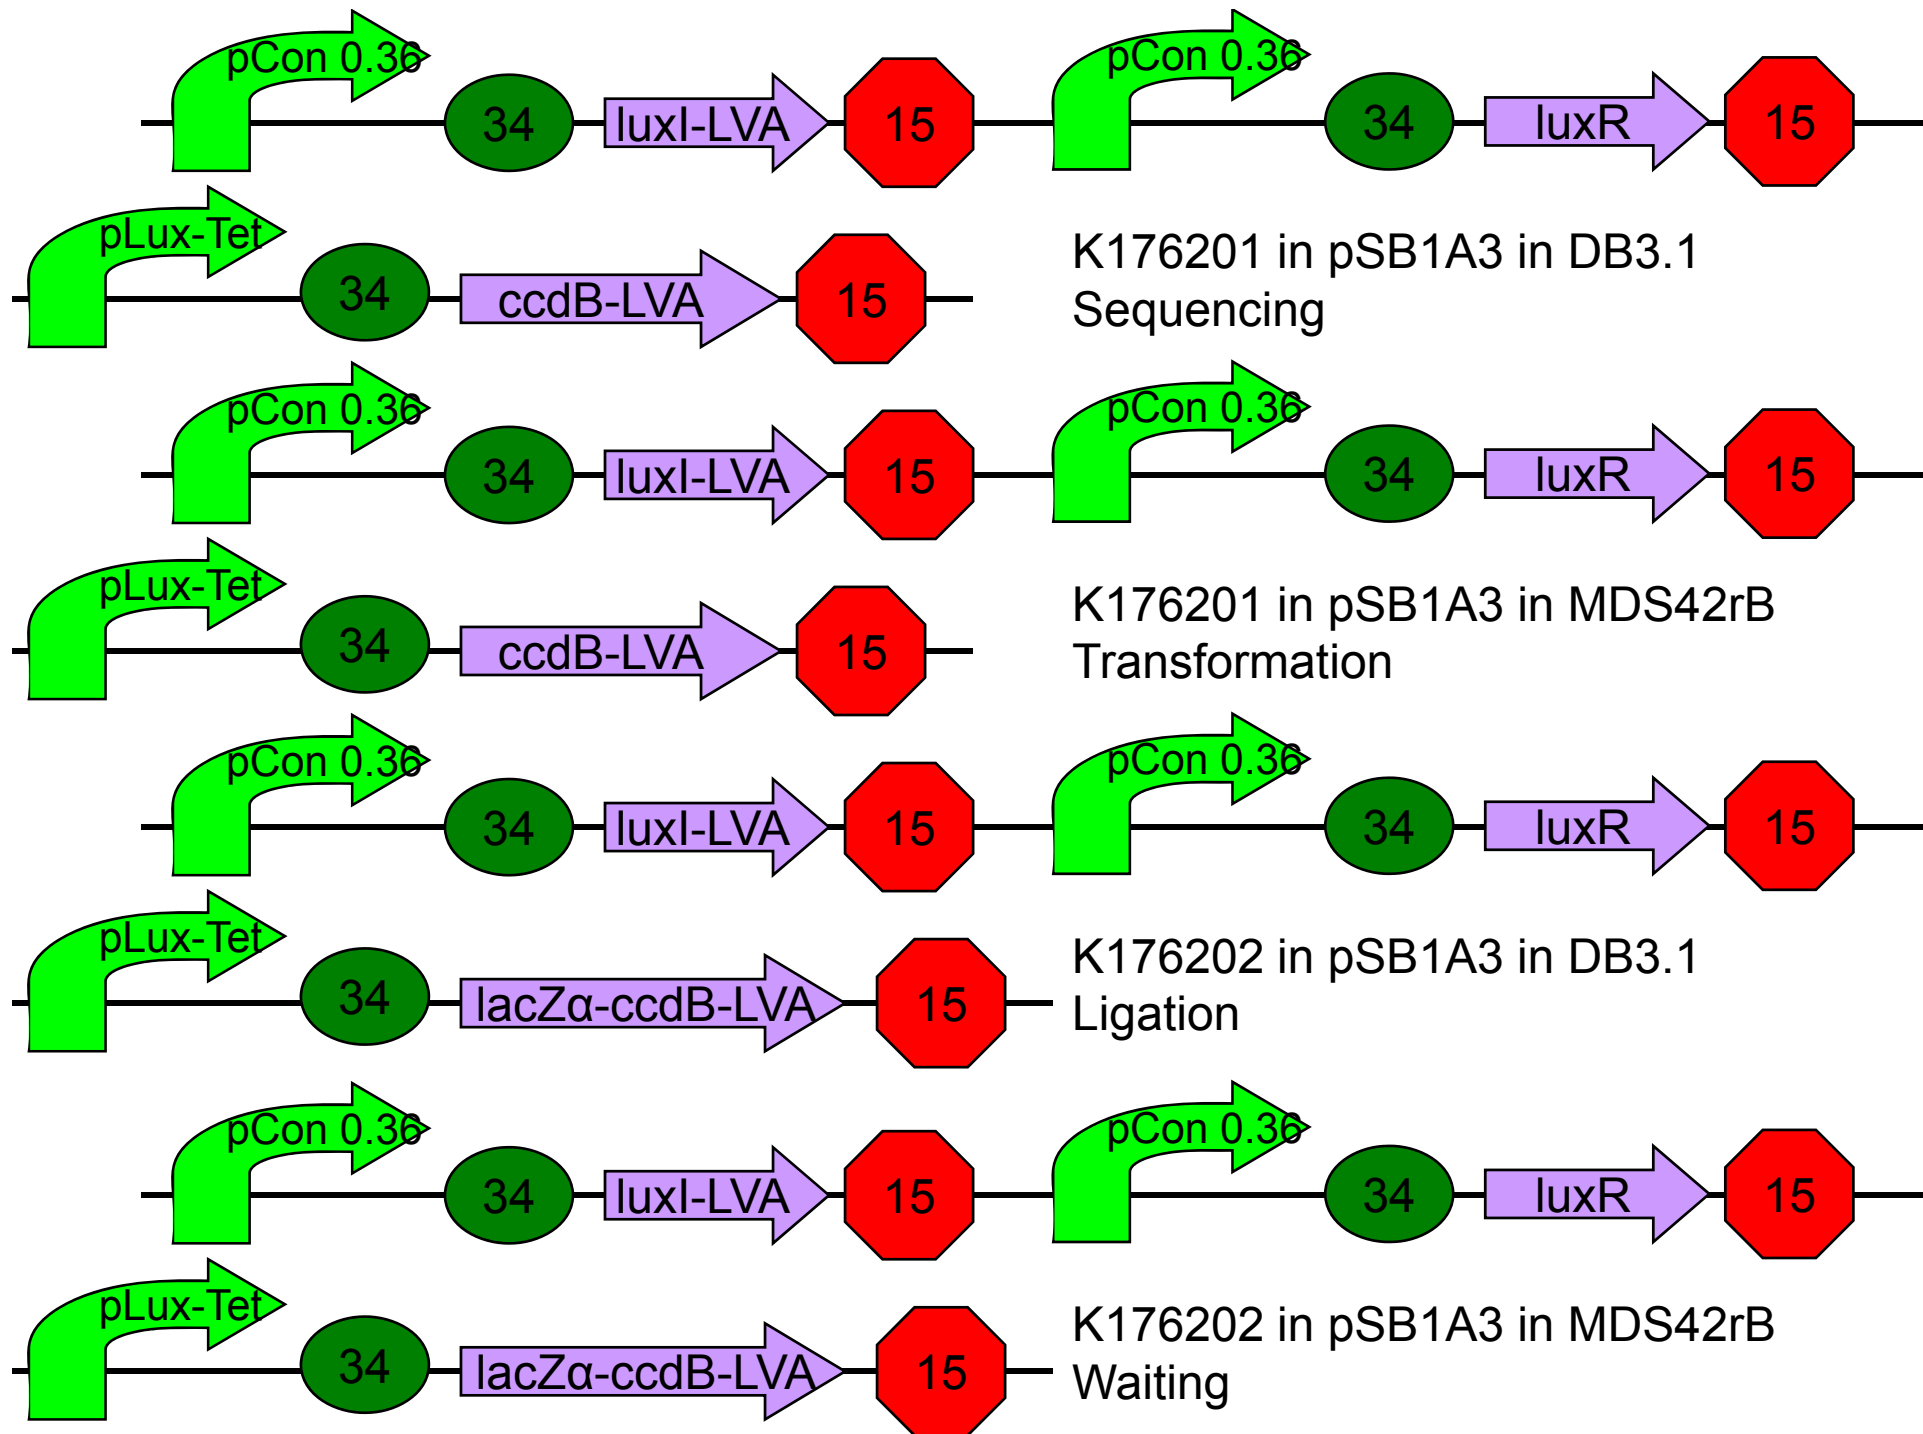 pCon 0.36 34 luxI-LVA 15 pCon 0.36 34 luxR 15
pLux-Tet 34 ccdB-LVA 15 K176201 in pSB1A3 in DB3.1
Sequencing
pCon 0.36 34 luxI-LVA 15 pCon 0.36 34 luxR 15
pLux-Tet 34 ccdB-LVA 15 K176201 in pSB1A3 in MDS42rB
Transformation
pCon 0.36 34 luxI-LVA 15 pCon 0.36 34 luxR 15
pLux-Tet 34 lacZα-ccdB-LVA 15 K176202 in pSB1A3 in DB3.1
Ligation
pCon 0.36 34 luxI-LVA 15 pCon 0.36 34 luxR 15
pLux-Tet 34 lacZα-ccdB-LVA 15 K176202 in pSB1A3 in MDS42rB
Waiting